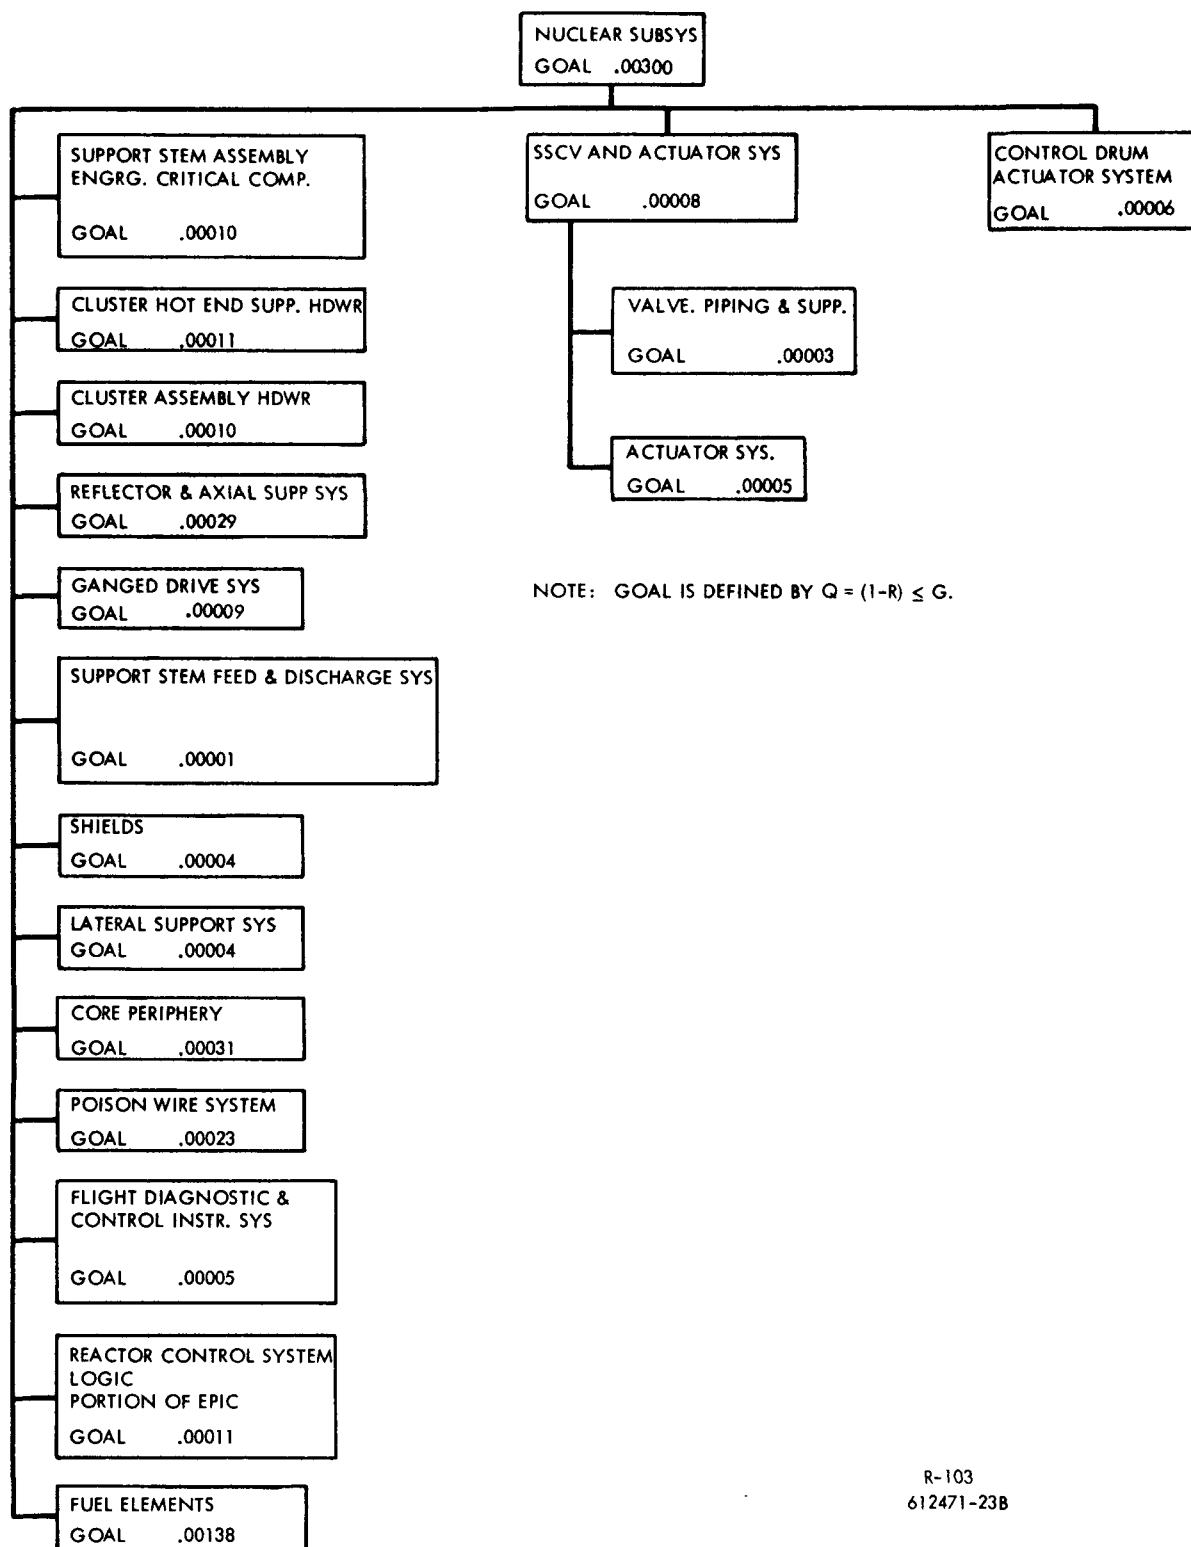 NUCLEAR SUBSYS
GOAL .00300
SUPPORT STEM ASSEMBLY
ENGRG. CRITICAL COMP.
GOAL .00010
CLUSTER HOT END SUPP. HDWR
GOAL .00011
CLUSTER ASSEMBLY HDWR
GOAL .00010
REFLECTOR & AXIAL SUPP SYS
GOAL .00029
GANGED DRIVE SYS
GOAL .00009
SUPPORT STEM FEED & DISCHARGE SYS
GOAL .00001
SHIELDS
GOAL .00004
LATERAL SUPPORT SYS
GOAL .00004
CORE PERIPHERY
GOAL .00031
POISON WIRE SYSTEM
GOAL .00023
FLIGHT DIAGNOSTIC &
CONTROL INSTR. SYS
GOAL .00005
REACTOR CONTROL SYSTEM
LOGIC
PORTION OF EPIC
GOAL .00011
FUEL ELEMENTS
GOAL .00138
SSCV AND ACTUATOR SYS
GOAL .00008
VALVE. PIPING & SUPP.
GOAL .00003
ACTUATOR SYS.
GOAL .00005
CONTROL DRUM
ACTUATOR SYSTEM
GOAL .00006
NOTE: GOAL IS DEFINED BY Q = (1-R) ≤ G.
R-103
612471-23B